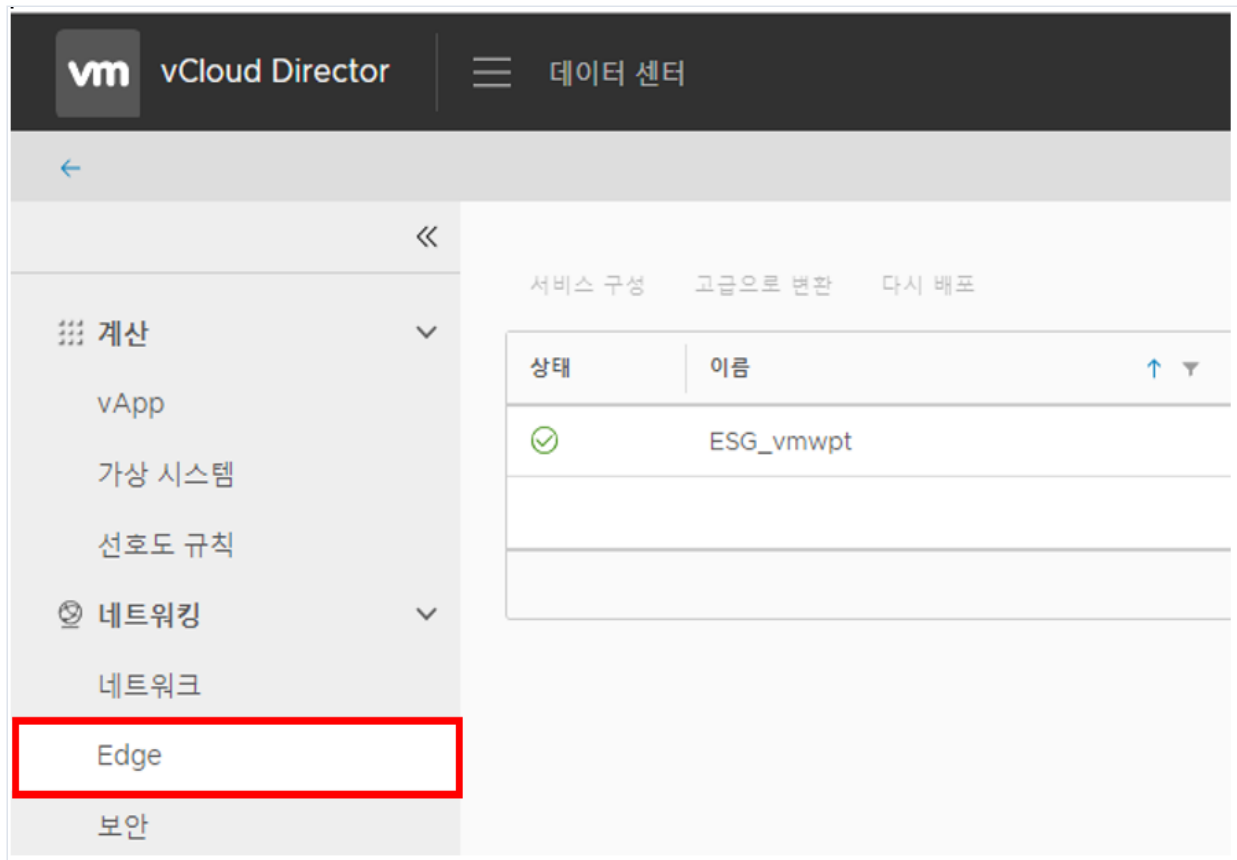 vm vCloud Director 데이터 센터
서비스 구성 고급으로 변환 다시 배포
계산
vApp
가상 시스템
선호도 규칙
네트워킹
네트워크
Edge
보안
상태 이름
ESG_vmwpt